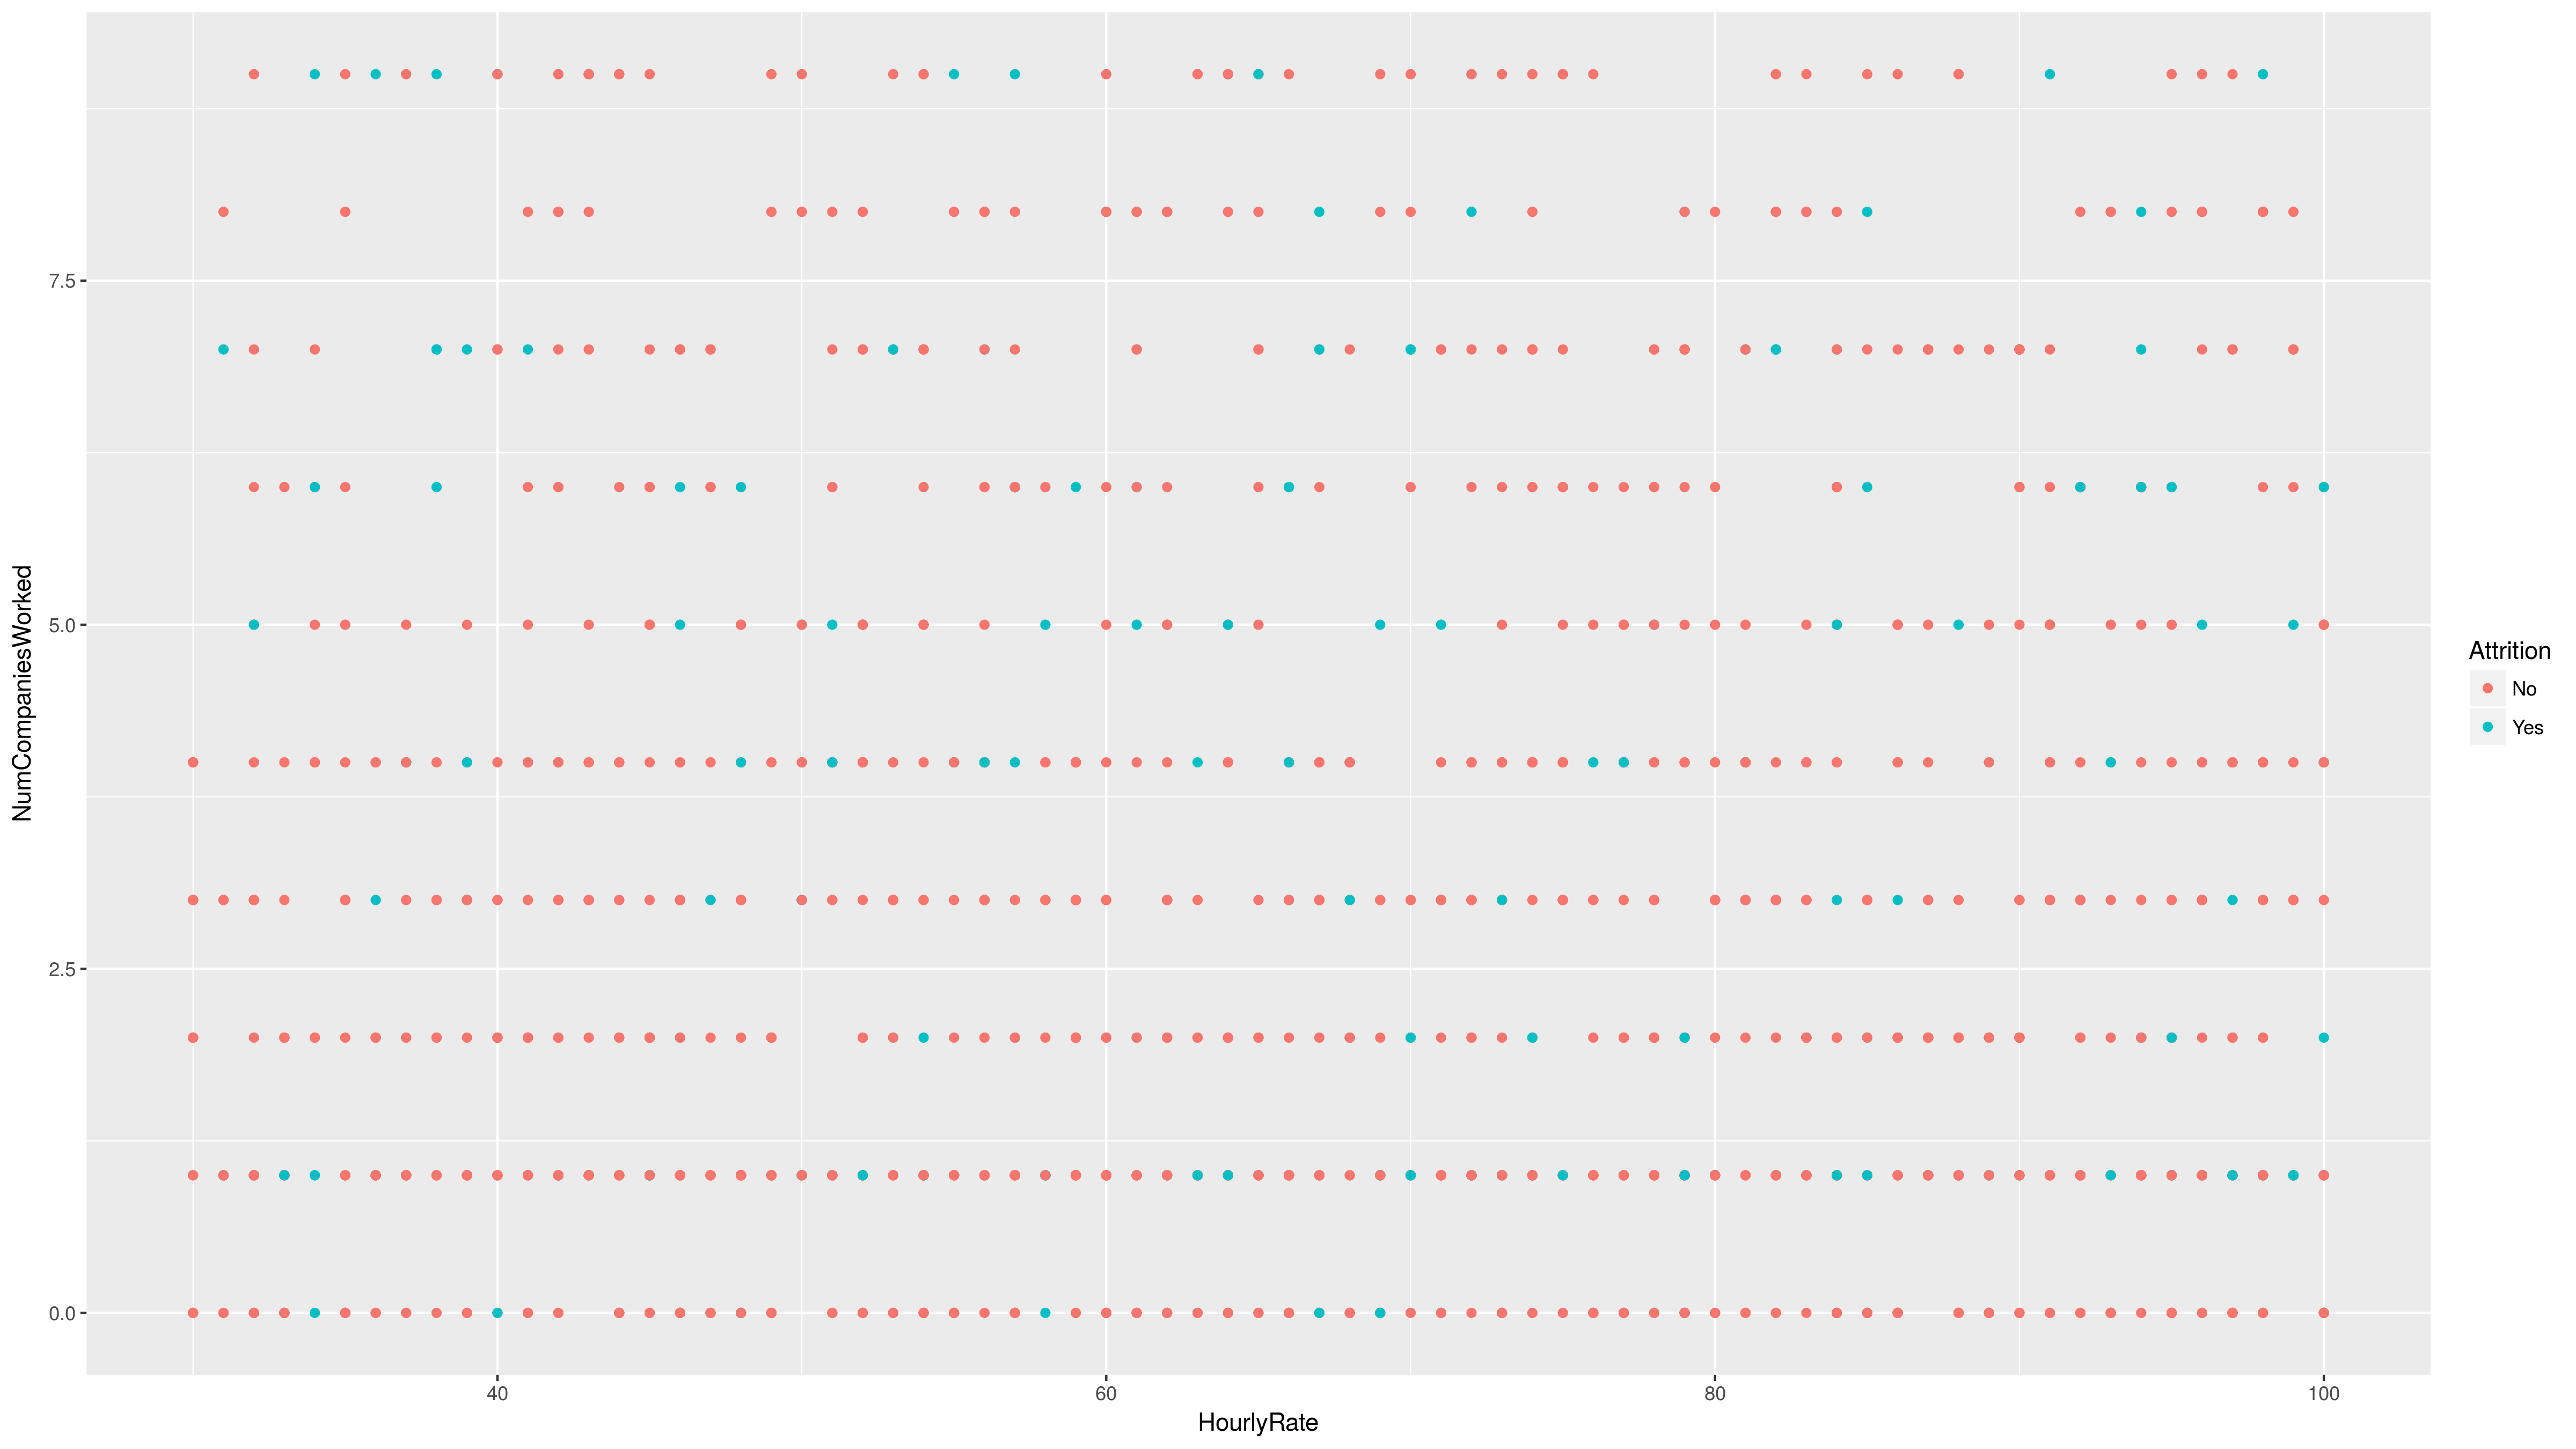 NumCompaniesWorked
7.5
5.0
2.5
0.0
40
60
80
100
HourlyRate
Attrition
No
Yes